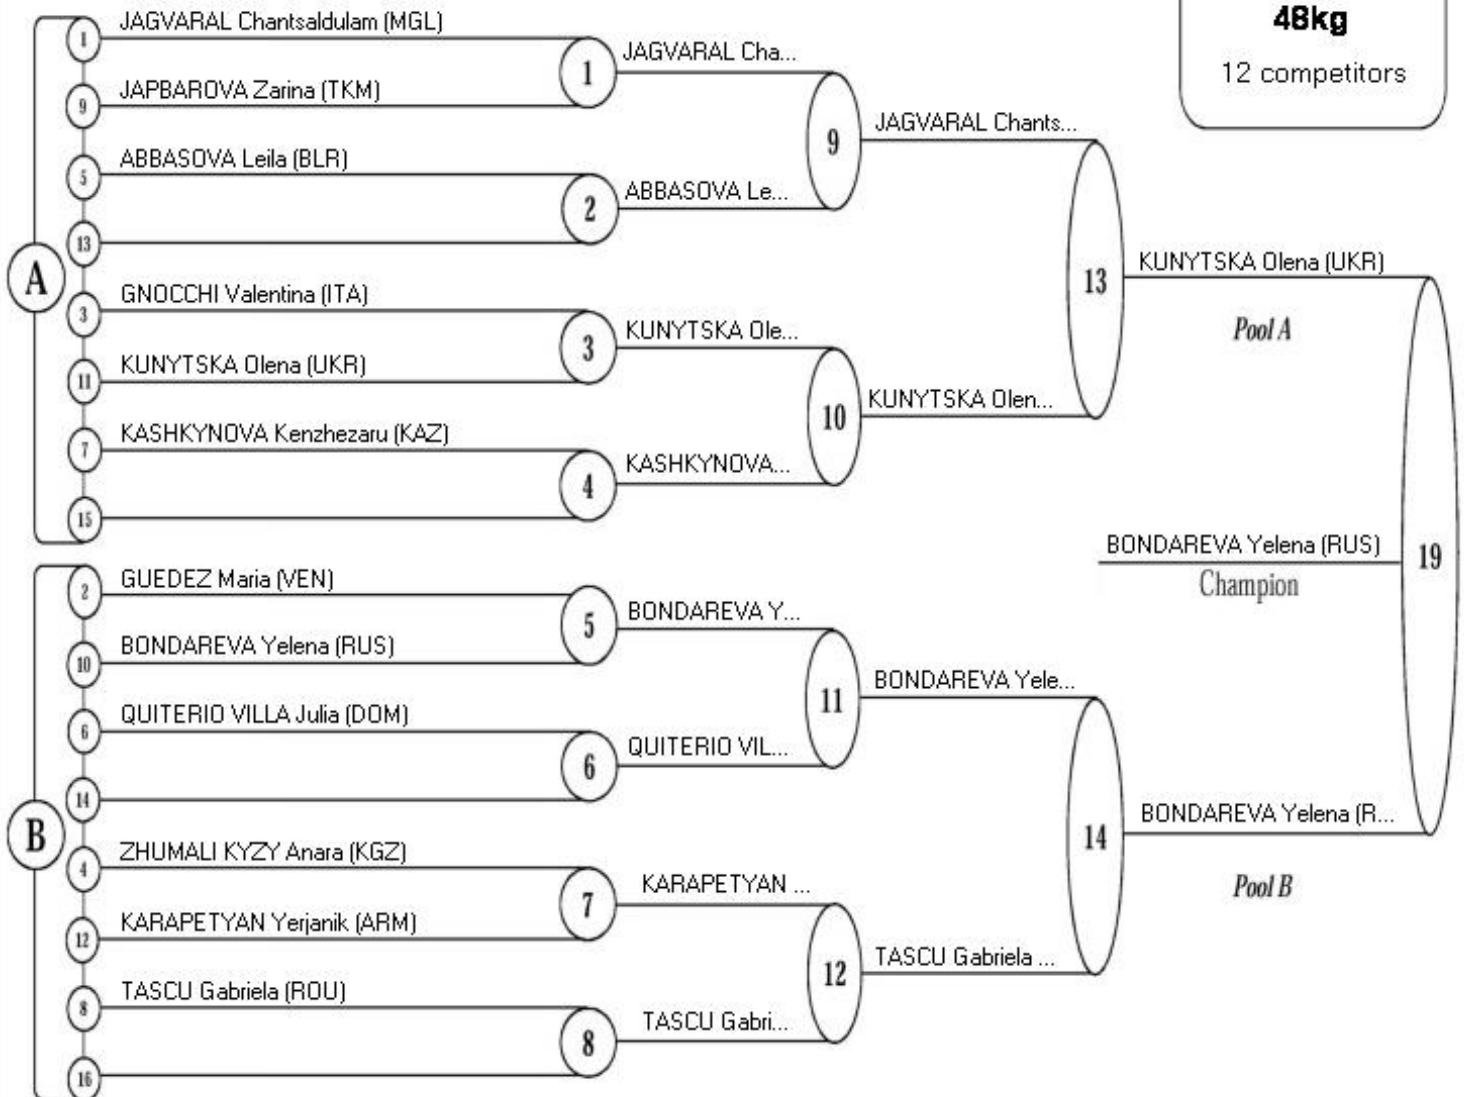 48kg
12 competitors
A
1
JAGVARAL Chantsaldulam (MGL)
9
JAPBAROVA Zarina (TKM)
5
ABBASOVA Leila (BLR)
13
3
GNOCCHI Valentina (ITA)
11
KUNYTSKA Olena (UKR)
7
KASHKYNOVA Kenzhezaru (KAZ)
15
B
2
GUEDEZ Maria (VEN)
10
BONDAREVA Yelena (RUS)
6
QUITERIO VILLA Julia (DOM)
14
4
ZHUMALI KYZY Anara (KGZ)
12
KARAPETYAN Yerjanik (ARM)
8
TASCU Gabriela (ROU)
16
1
JAGVARAL Cha...
2
ABBASOVA Le...
3
KUNYTSKA Ole...
4
KASHKYNOVA...
5
BONDAREVA Y...
6
QUITERIO VIL...
7
KARAPETYAN ...
8
TASCU Gabri...
9
JAGVARAL Chants...
10
KUNYTSKA Olen...
11
BONDAREVA Yele...
12
TASCU Gabriela ...
13
KUNYTSKA Olena (UKR)
Pool A
14
BONDAREVA Yelena (R...
Pool B
19
BONDAREVA Yelena (RUS)
Champion